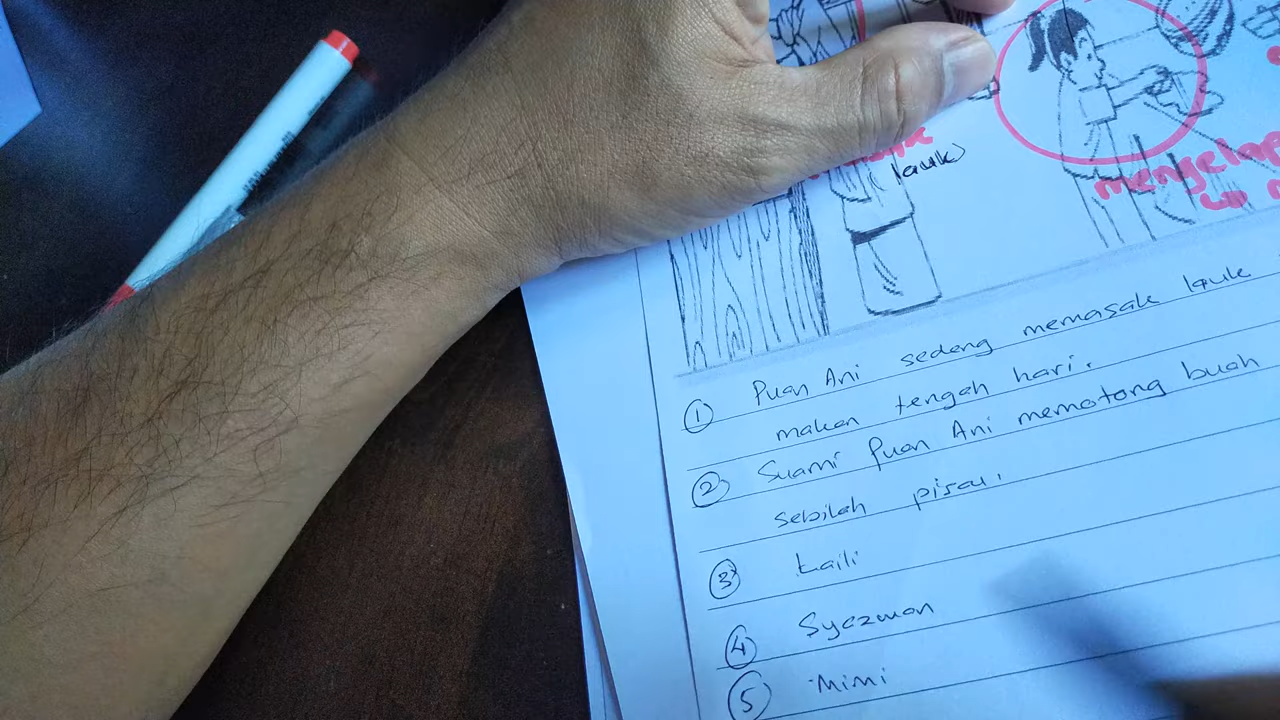 lauk)
mengelap
① Puan Ani sedang memasak lauk
makan tengah hari.
② Suami Puan Ani memotong buah
sebilah pisau.
③ Laili
④ Syazwan
⑤ Mimi